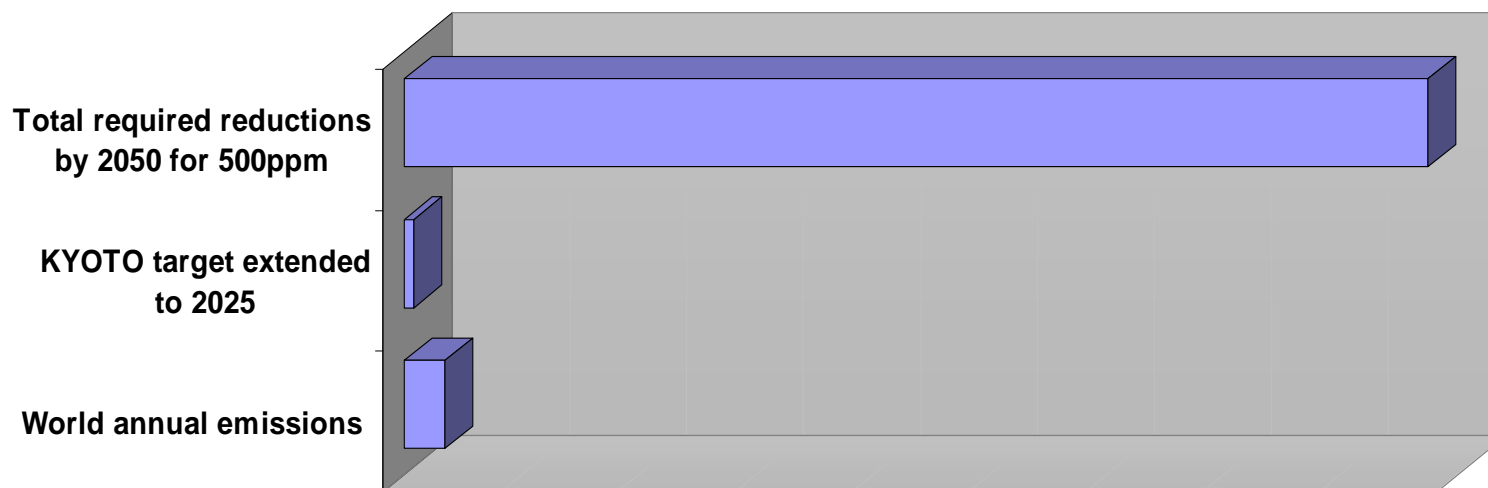 Total required reductions
by 2050 for 500ppm
KYOTO target extended
to 2025
World annual emissions